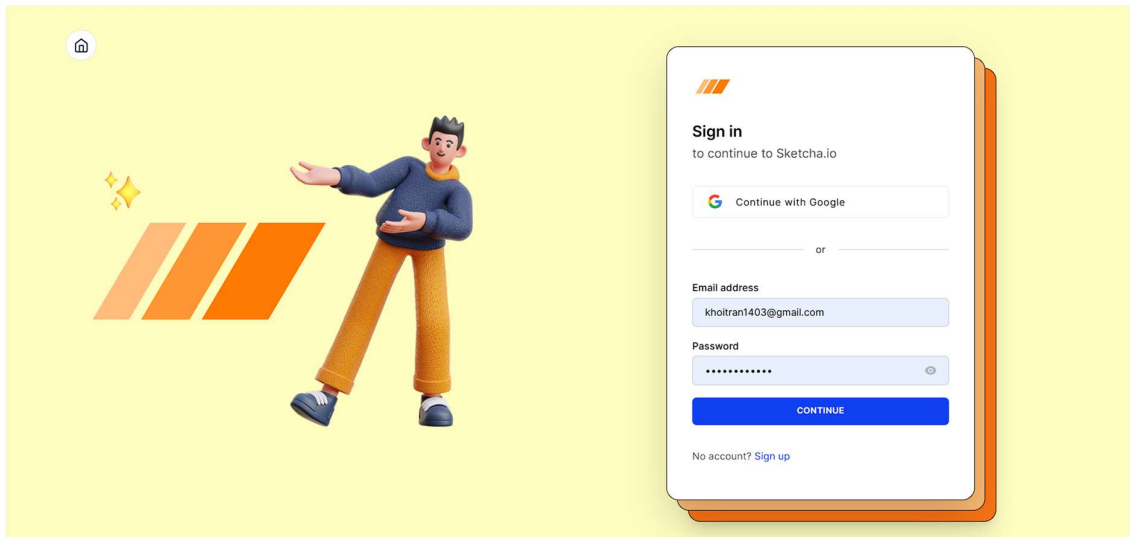 Sign in
to continue to Sketcha.io
Continue with Google
or
Email address
khoitran1403@gmail.com
Password
••••••••••••
CONTINUE
No account? Sign up